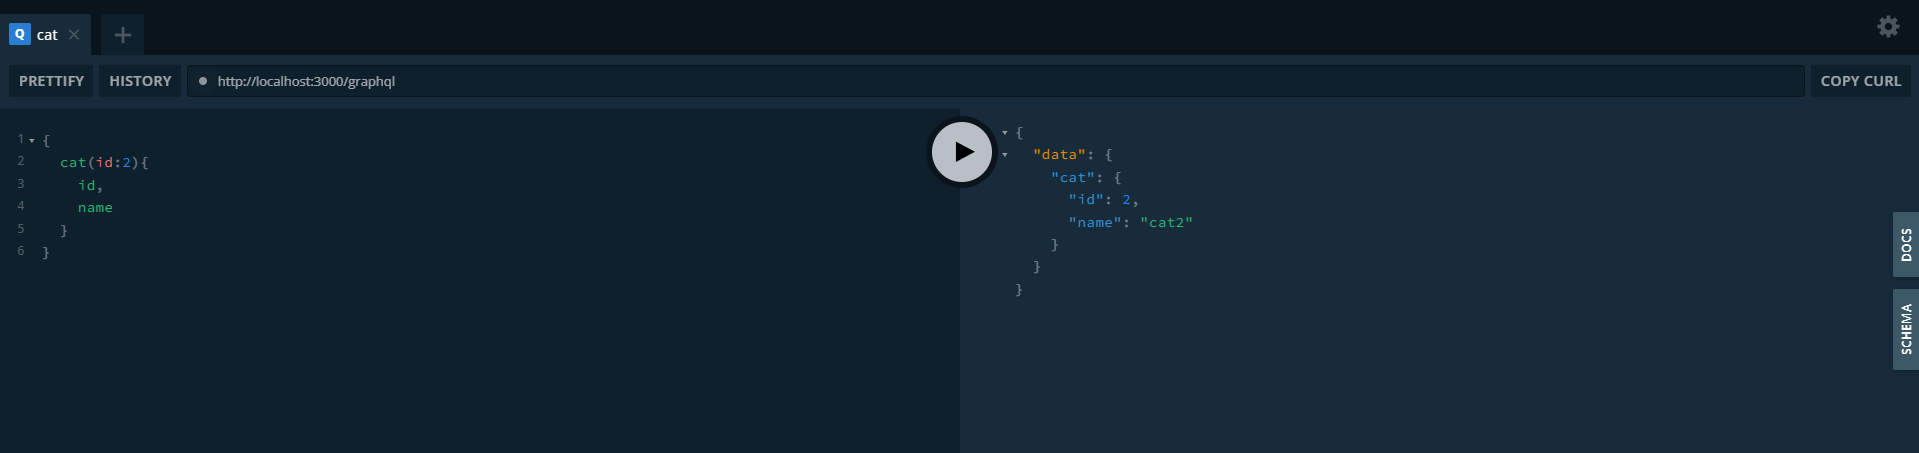 Q cat
PRETTIFY HISTORY http://localhost:3000/graphql COPY CURL
1 {
2 cat(id:2){
3 id,
4 name
5 }
6 }
{
"data": {
"cat": {
"id": 2,
"name": "cat2"
}
}
}
DOCS
SCHEMA